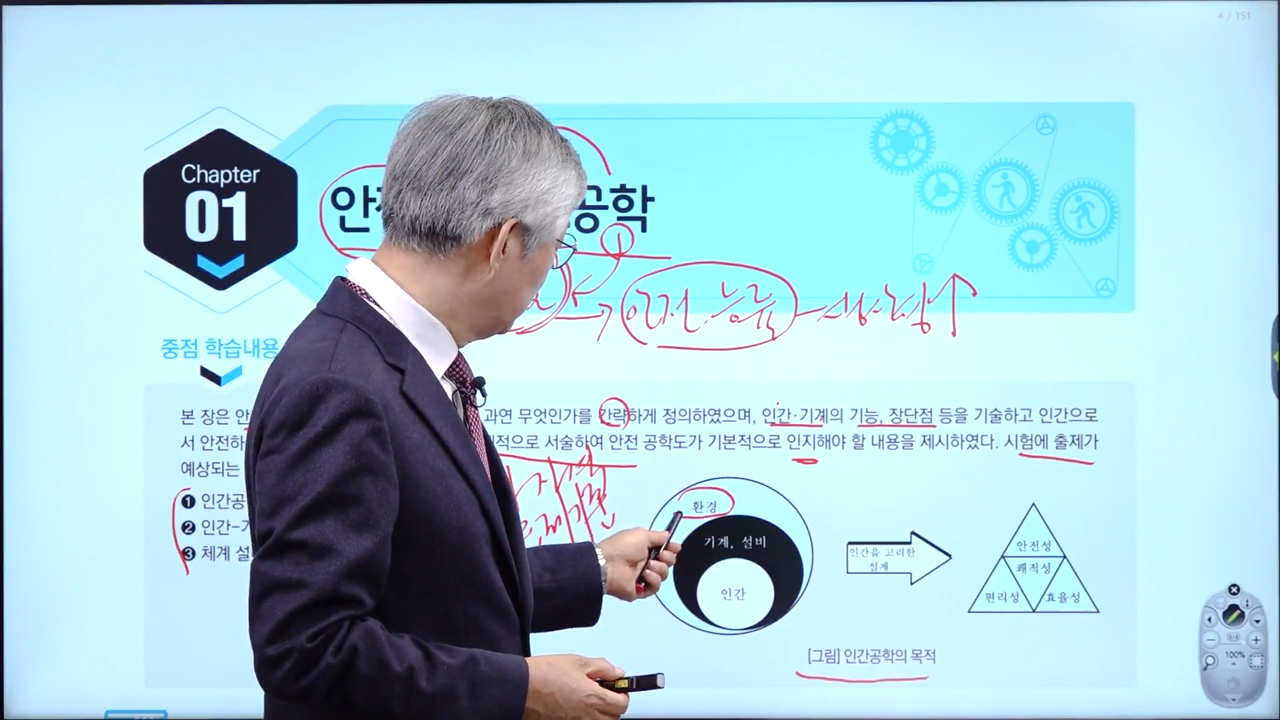 4 / 151
Chapter
01
안전 공학
①
안전 능률 생산성 ↑
중점 학습내용
본 장은 안 과연 무엇인가를 간략하게 정의하였으며, 인간·기계의 기능, 장단점 등을 기술하고 인간으로
서 안전하 적으로 서술하여 안전 공학도가 기본적으로 인지해야 할 내용을 제시하였다. 시험에 출제가
예상되는
❶ 인간공
❷ 인간-기
❸ 체계 설
환경
기계, 설비
인간
인간을 고려한
설계
안전성
쾌적성
편리성 효율성
[그림] 인간공학의 목적
100%